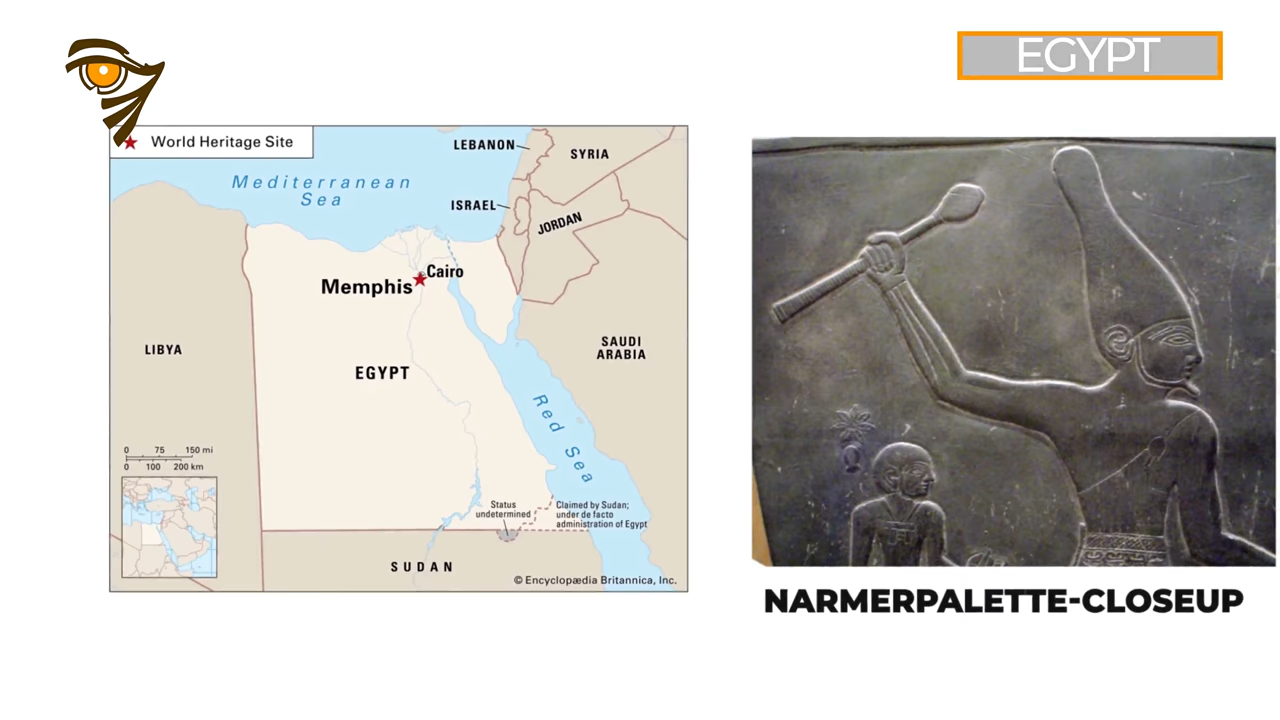 EGYPT
World Heritage Site
LEBANON
SYRIA
Mediterranean
Sea
ISRAEL
JORDAN
Cairo
Memphis
LIBYA
SAUDI
ARABIA
EGYPT
Red Sea
0 75 150 mi
0 100 200 km
Status
undetermined
Claimed by Sudan;
under de facto
administration of Egypt
SUDAN
© Encyclopædia Britannica, Inc.
NARMERPALETTE-CLOSEUP